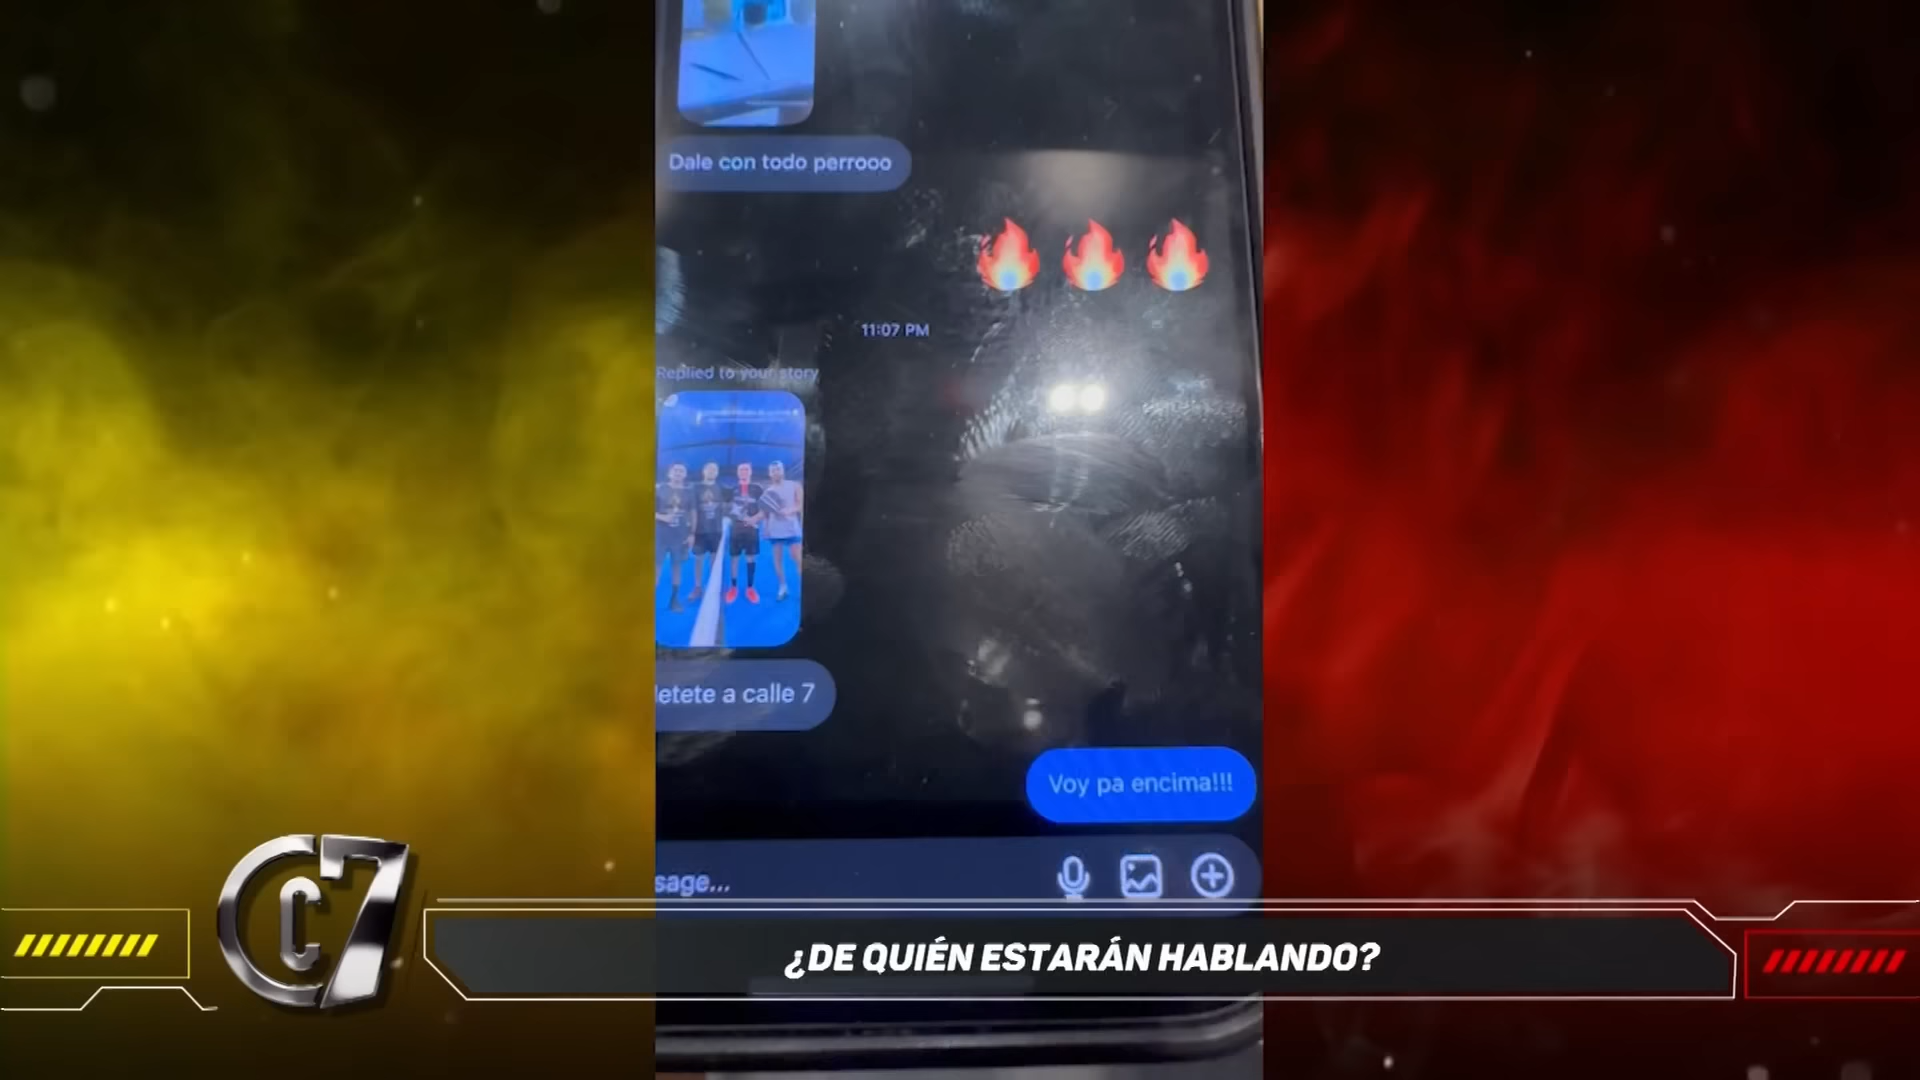 Dale con todo perrooo
11:07 PM
Replied to your story
etete a calle 7
Voy pa encima!!!
sage...
C7
¿DE QUIÉN ESTARÁN HABLANDO?